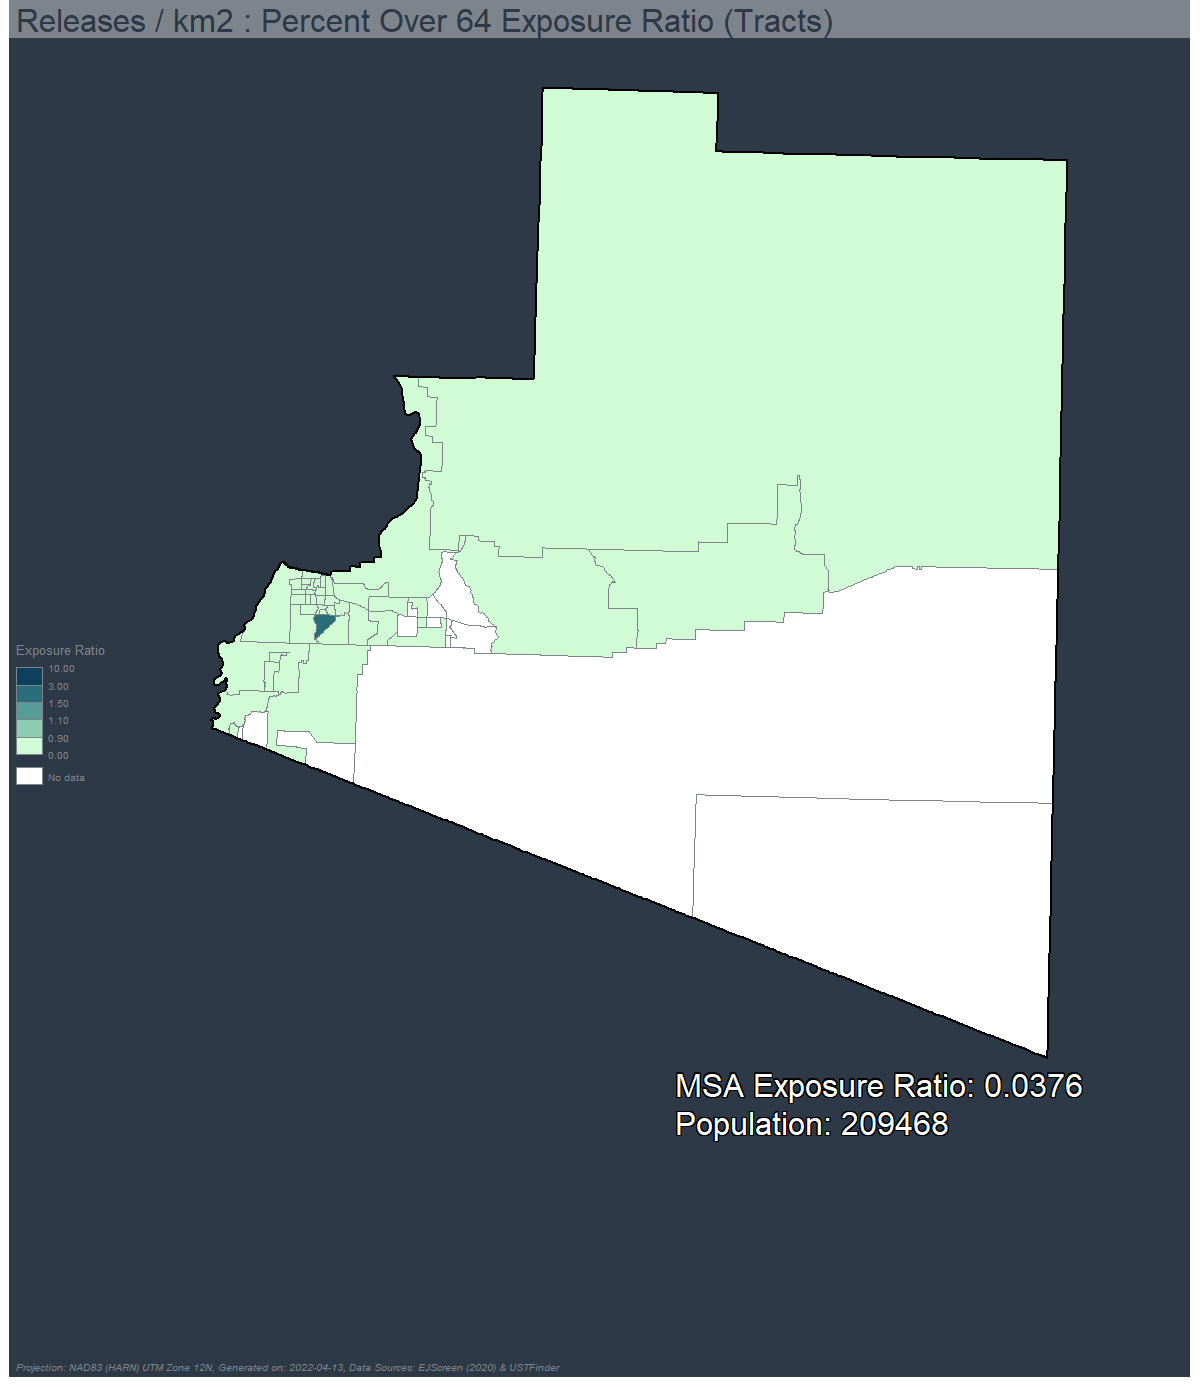 Releases / km2 : Percent Over 64 Exposure Ratio (Tracts)
Exposure Ratio
10.00
3.00
1.50
1.10
0.90
0.00
No data
MSA Exposure Ratio: 0.0376
Population: 209468
Projection: NAD83 (HARN) UTM Zone 12N, Generated on: 2022-04-13, Data Sources: EJScreen (2020) & USTFinder